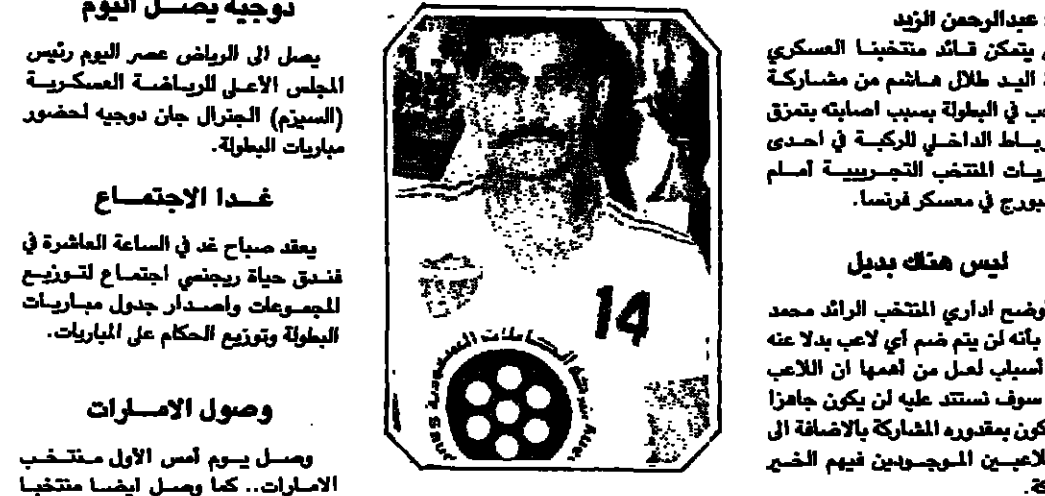 عبدالرحمن الزيد
يتمكن قائد منتخبنا العسكري
اليد طلال هاشم من مشاركة
في البطولة بسبب اصابته بتمزق
الداخلي للركبة في احدى
المنتخب التجريبية أمام
في معسكر فرنسا.
ليس هناك بديل
اداري المنتخب الرائد محمد
بأنه لن يتم ضم أي لاعب بدلا عنه
أسباب لعل من أهمها ان اللاعب
سوف نستند عليه لن يكون جاهزا
بمقدوره المشاركة بالاضافة الى
الموجودين فيهم الخير
14
شركة الكابلات السعودية
دوجيه يصل اليوم
يصل الى الرياض عصر اليوم رئيس
المجلس الاعلى للرياضة العسكرية
(السيزم) الجنرال جان دوجيه لحضور
مباريات البطولة.
غدا الاجتماع
يعقد صباح غد في الساعة العاشرة في
فندق حياة ريجنسي اجتماع لتوزيع
المجموعات واصدار جدول مباريات
البطولة وتوزيع الحكام على المباريات.
وصول الامارات
وصل يوم أمس الأول منتخب
الامارات.. كما وصل ايضا منتخبا